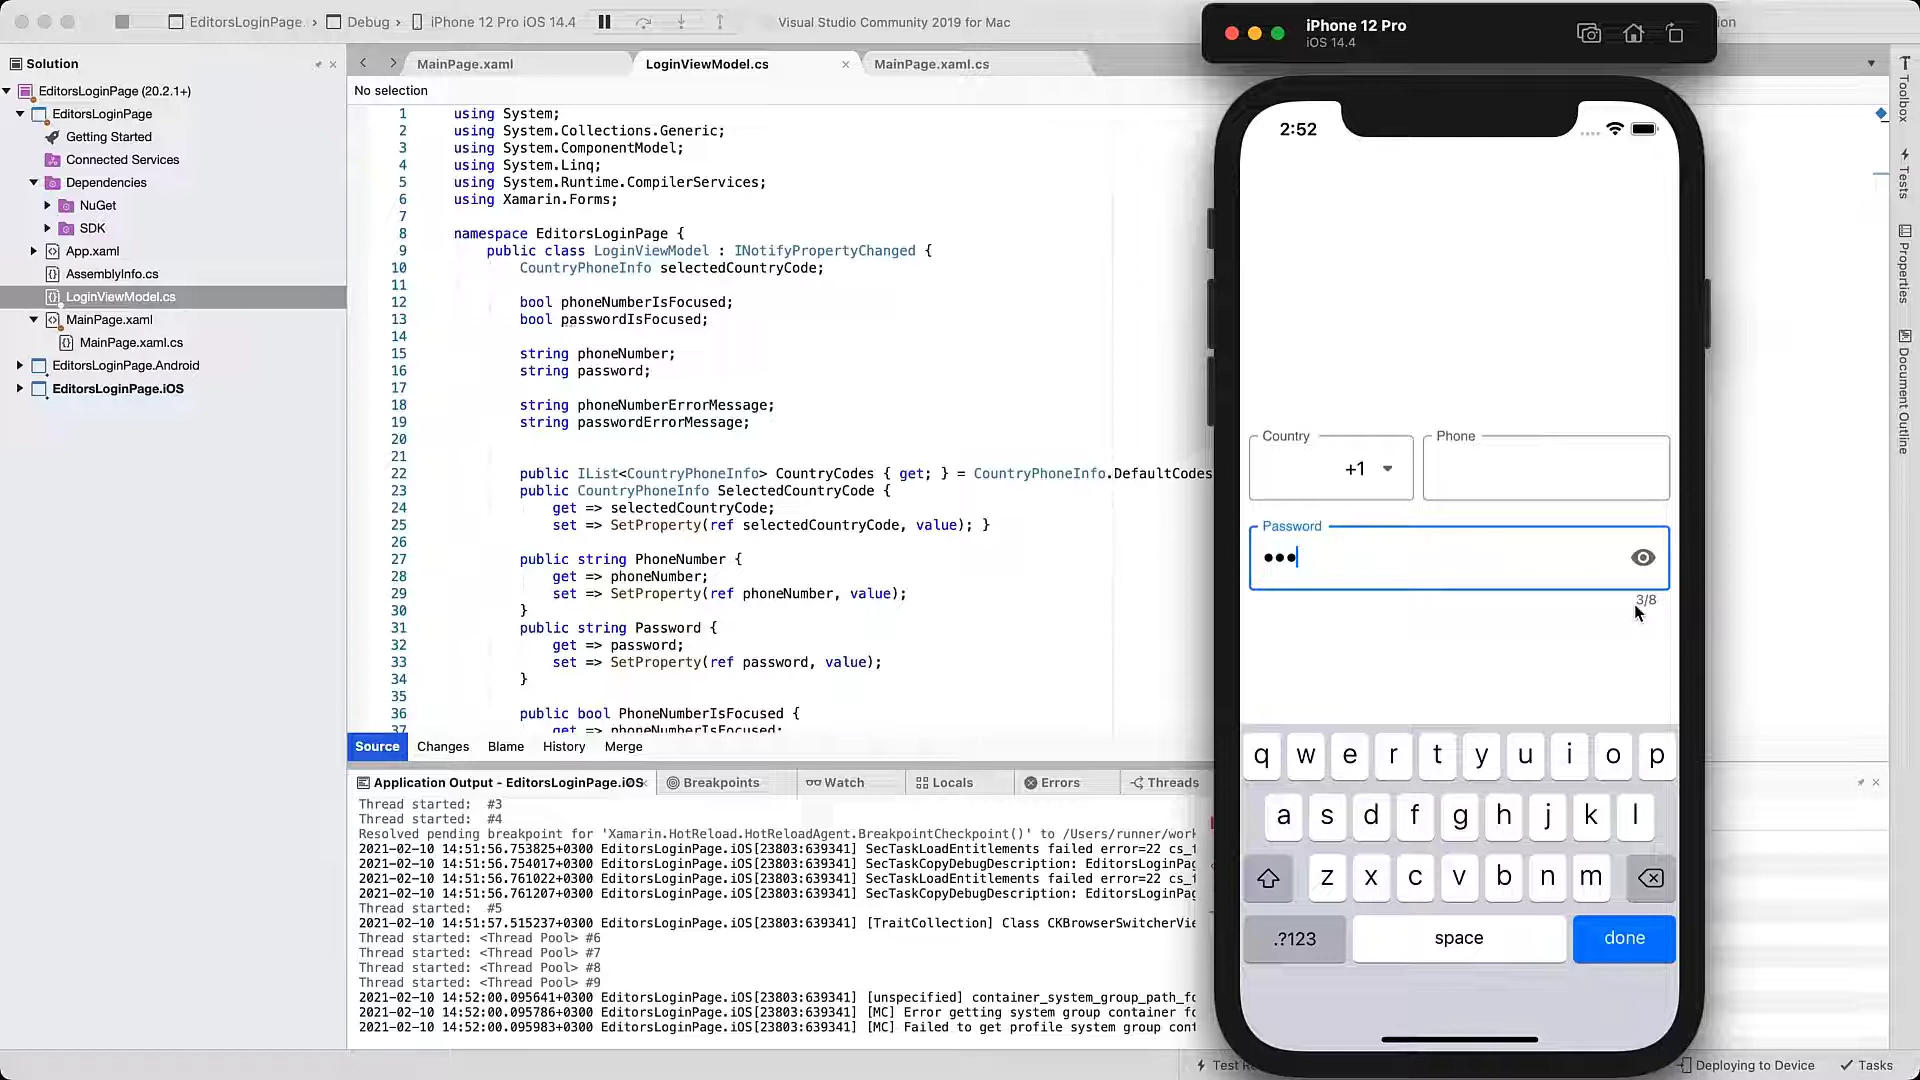 EditorsLoginPage › Debug › iPhone 12 Pro iOS 14.4
Visual Studio Community 2019 for Mac
Solution
EditorsLoginPage (20.2.1+)
EditorsLoginPage
Getting Started
Connected Services
Dependencies
NuGet
SDK
App.xaml
AssemblyInfo.cs
LoginViewModel.cs
MainPage.xaml
MainPage.xaml.cs
EditorsLoginPage.Android
EditorsLoginPage.iOS
MainPage.xaml
LoginViewModel.cs
MainPage.xaml.cs
No selection
1 using System;
2 using System.Collections.Generic;
3 using System.ComponentModel;
4 using System.Linq;
5 using System.Runtime.CompilerServices;
6 using Xamarin.Forms;
7
8 namespace EditorsLoginPage {
9 public class LoginViewModel : INotifyPropertyChanged {
10 CountryPhoneInfo selectedCountryCode;
11
12 bool phoneNumberIsFocused;
13 bool passwordIsFocused;
14
15 string phoneNumber;
16 string password;
17
18 string phoneNumberErrorMessage;
19 string passwordErrorMessage;
20
21
22 public IList<CountryPhoneInfo> CountryCodes { get; } = CountryPhoneInfo.DefaultCodes
23 public CountryPhoneInfo SelectedCountryCode {
24 get => selectedCountryCode;
25 set => SetProperty(ref selectedCountryCode, value); }
26
27 public string PhoneNumber {
28 get => phoneNumber;
29 set => SetProperty(ref phoneNumber, value);
30 }
31 public string Password {
32 get => password;
33 set => SetProperty(ref password, value);
34 }
35
36 public bool PhoneNumberIsFocused {
37 get => phoneNumberIsFocused;
Source Changes Blame History Merge
Application Output - EditorsLoginPage.iOS
Breakpoints
Watch
Locals
Errors
Threads
Thread started: #3
Thread started: #4
Resolved pending breakpoint for 'Xamarin.HotReload.HotReloadAgent.BreakpointCheckpoint()' to /Users/runner/work
2021-02-10 14:51:56.753825+0300 EditorsLoginPage.iOS[23803:639341] SecTaskLoadEntitlements failed error=22 cs_f
2021-02-10 14:51:56.754017+0300 EditorsLoginPage.iOS[23803:639341] SecTaskCopyDebugDescription: EditorsLoginPage
2021-02-10 14:51:56.761022+0300 EditorsLoginPage.iOS[23803:639341] SecTaskLoadEntitlements failed error=22 cs_f
2021-02-10 14:51:56.761207+0300 EditorsLoginPage.iOS[23803:639341] SecTaskCopyDebugDescription: EditorsLoginPage
Thread started: #5
2021-02-10 14:51:57.515237+0300 EditorsLoginPage.iOS[23803:639341] [TraitCollection] Class CKBrowserSwitcherVie
Thread started: <Thread Pool> #6
Thread started: <Thread Pool> #7
Thread started: <Thread Pool> #8
Thread started: <Thread Pool> #9
2021-02-10 14:52:00.095641+0300 EditorsLoginPage.iOS[23803:639341] [unspecified] container_system_group_path_fo
2021-02-10 14:52:00.095786+0300 EditorsLoginPage.iOS[23803:639341] [MC] Error getting system group container fo
2021-02-10 14:52:00.095983+0300 EditorsLoginPage.iOS[23803:639341] [MC] Failed to get profile system group cont
iPhone 12 Pro
iOS 14.4
2:52
Country
+1
Phone
Password
3/8
q w e r t y u i o p
a s d f g h j k l
z x c v b n m
.?123 space done
Toolbox
Tests
Properties
Document Outline
Test Re
Deploying to Device
Tasks